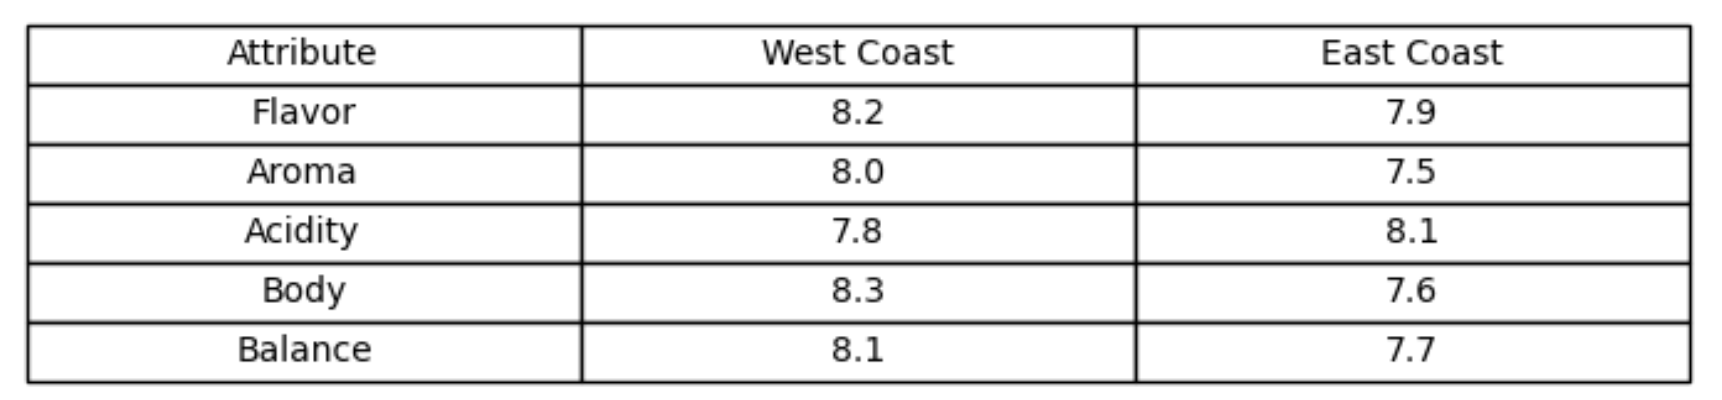 Attribute West Coast East Coast
Flavor 8.2 7.9
Aroma 8.0 7.5
Acidity 7.8 8.1
Body 8.3 7.6
Balance 8.1 7.7